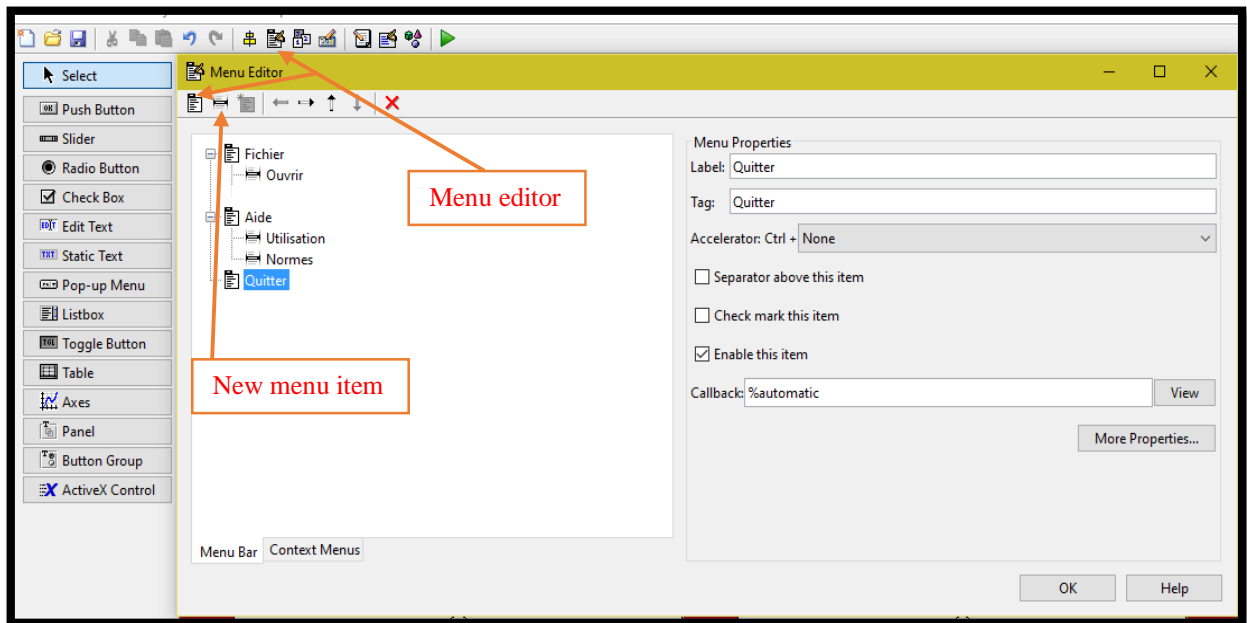 Select
Menu Editor
Push Button
Slider
Radio Button
Check Box
Edit Text
Static Text
Pop-up Menu
Listbox
Toggle Button
Table
Axes
Panel
Button Group
ActiveX Control
Fichier
Ouvrir
Aide
Utilisation
Normes
Quitter
Menu editor
New menu item
Menu Bar
Context Menus
Menu Properties
Label: Quitter
Tag: Quitter
Accelerator: Ctrl + None
Separator above this item
Check mark this item
Enable this item
Callback: %automatic View
More Properties...
OK Help